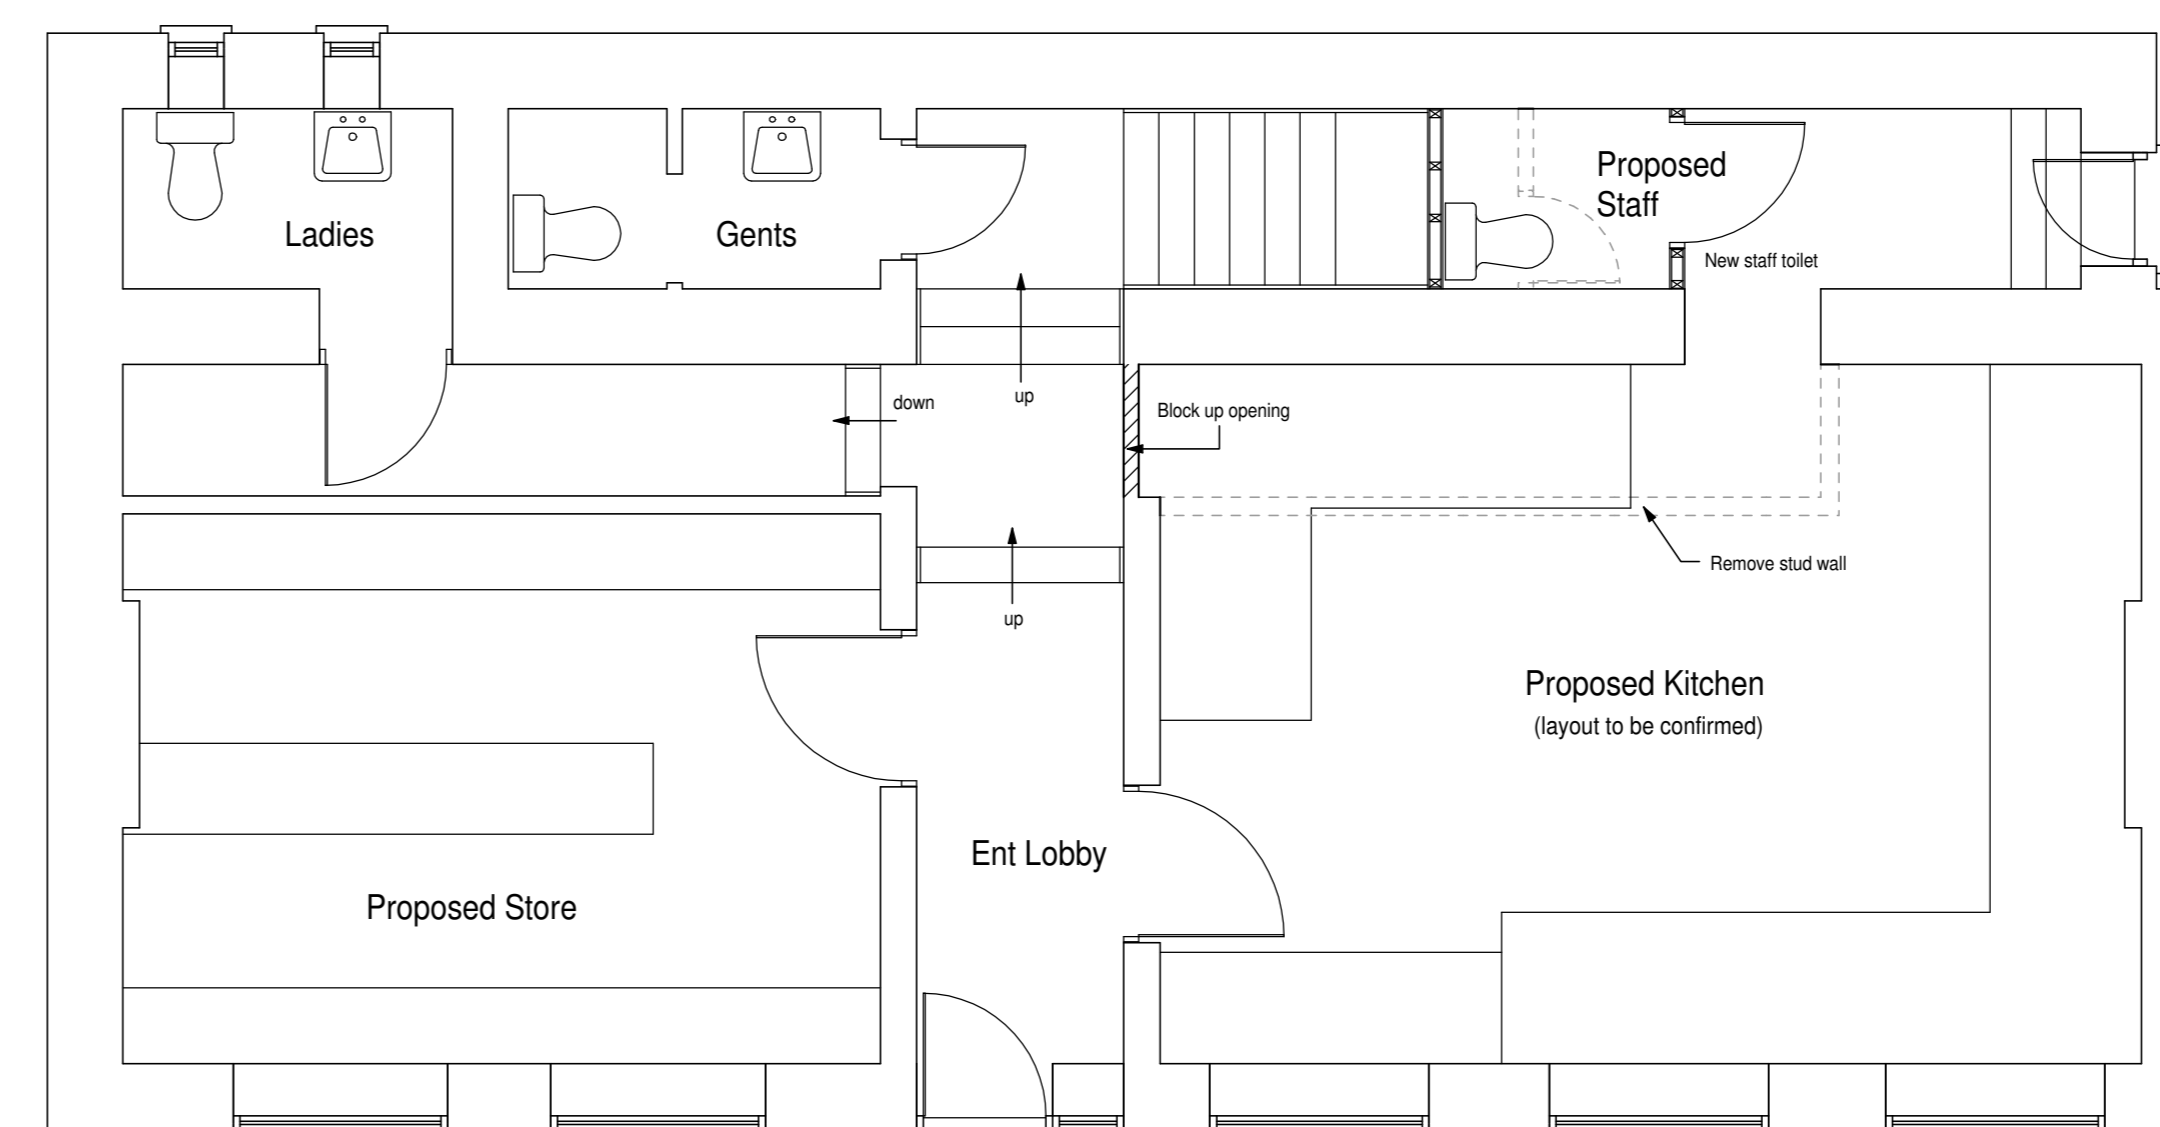 Proposed
Staff
Ladies
Gents
New staff toilet
up
down
Block up opening
Remove stud wall
up
Proposed Kitchen
(layout to be confirmed)
Ent Lobby
Proposed Store